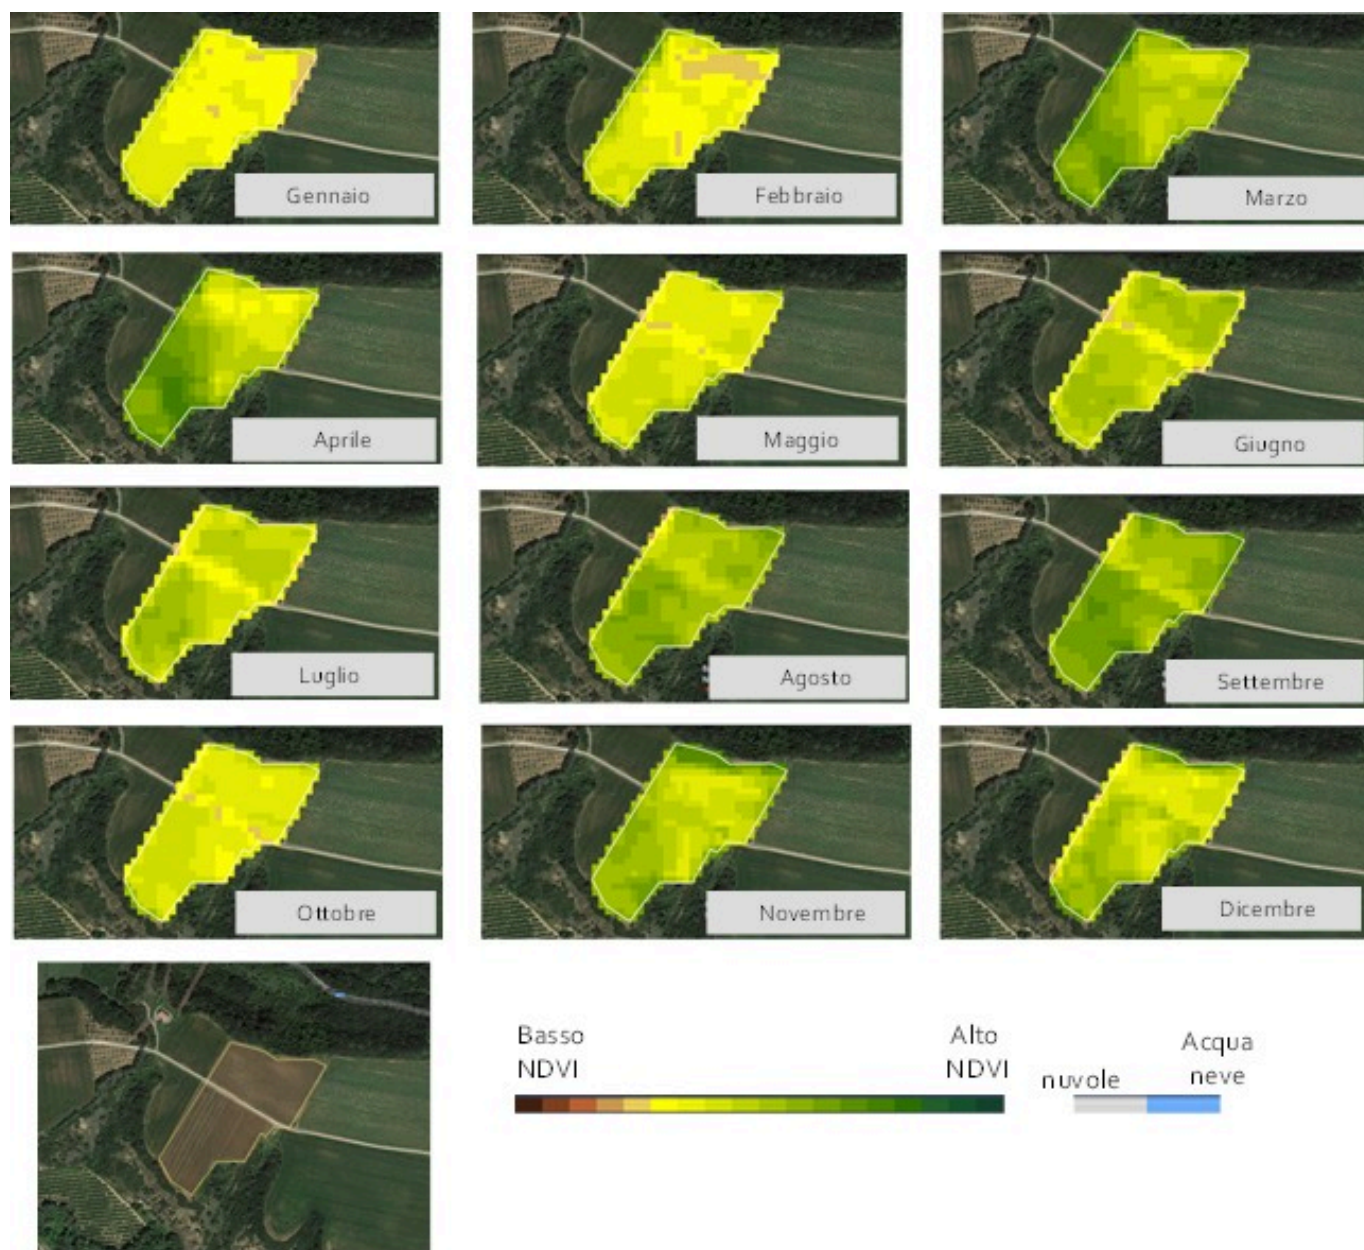 Gennaio
Febbraio
Marzo
Aprile
Maggio
Giugno
Luglio
Agosto
Settembre
Ottobre
Novembre
Dicembre
Basso
NDVI
Alto
NDVI
nuvole
Acqua
neve